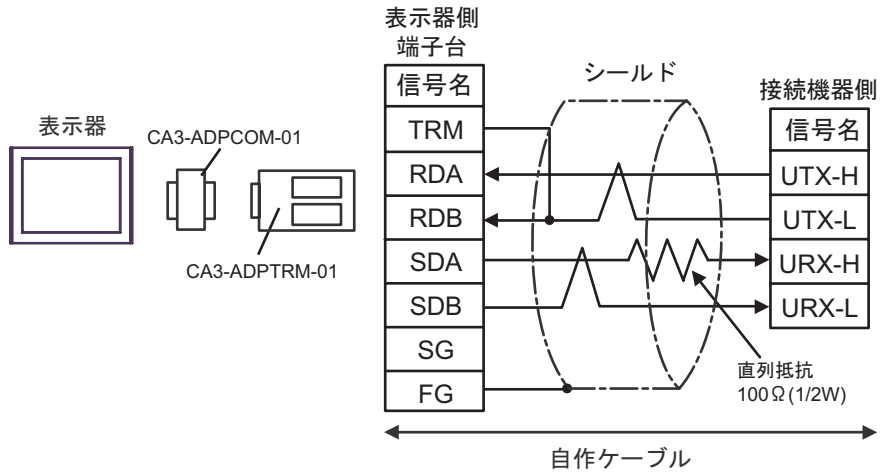 表示器
CA3-ADPCOM-01
CA3-ADPTRM-01
表示器側
端子台
信号名
TRM
RDA
RDB
SDA
SDB
SG
FG
シールド
接続機器側
信号名
UTX-H
UTX-L
URX-H
URX-L
直列抵抗
100Ω(1/2W)
自作ケーブル